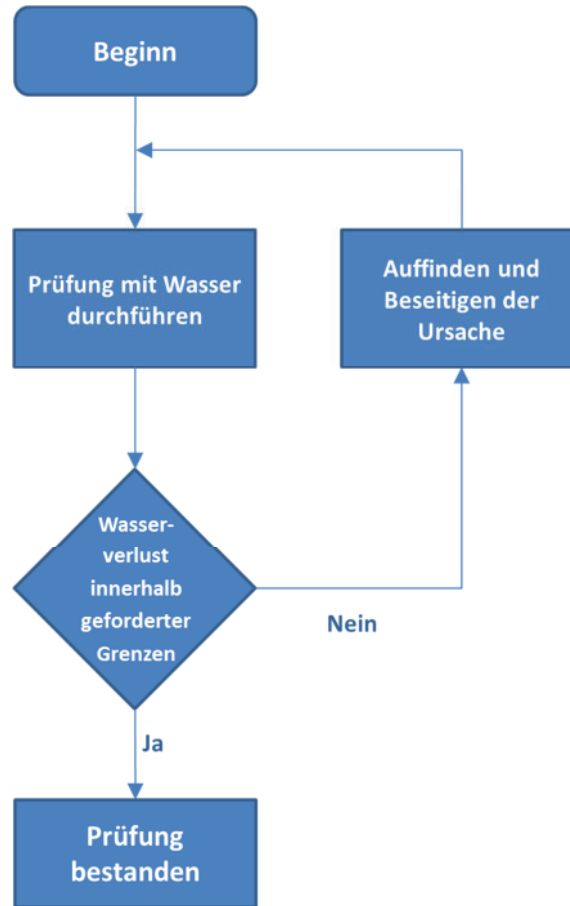 Beginn
Prüfung mit Wasser
durchführen
Auffinden und
Beseitigen der
Ursache
Wasser-
verlust
innerhalb
geforderter
Grenzen
Nein
Ja
Prüfung
bestanden